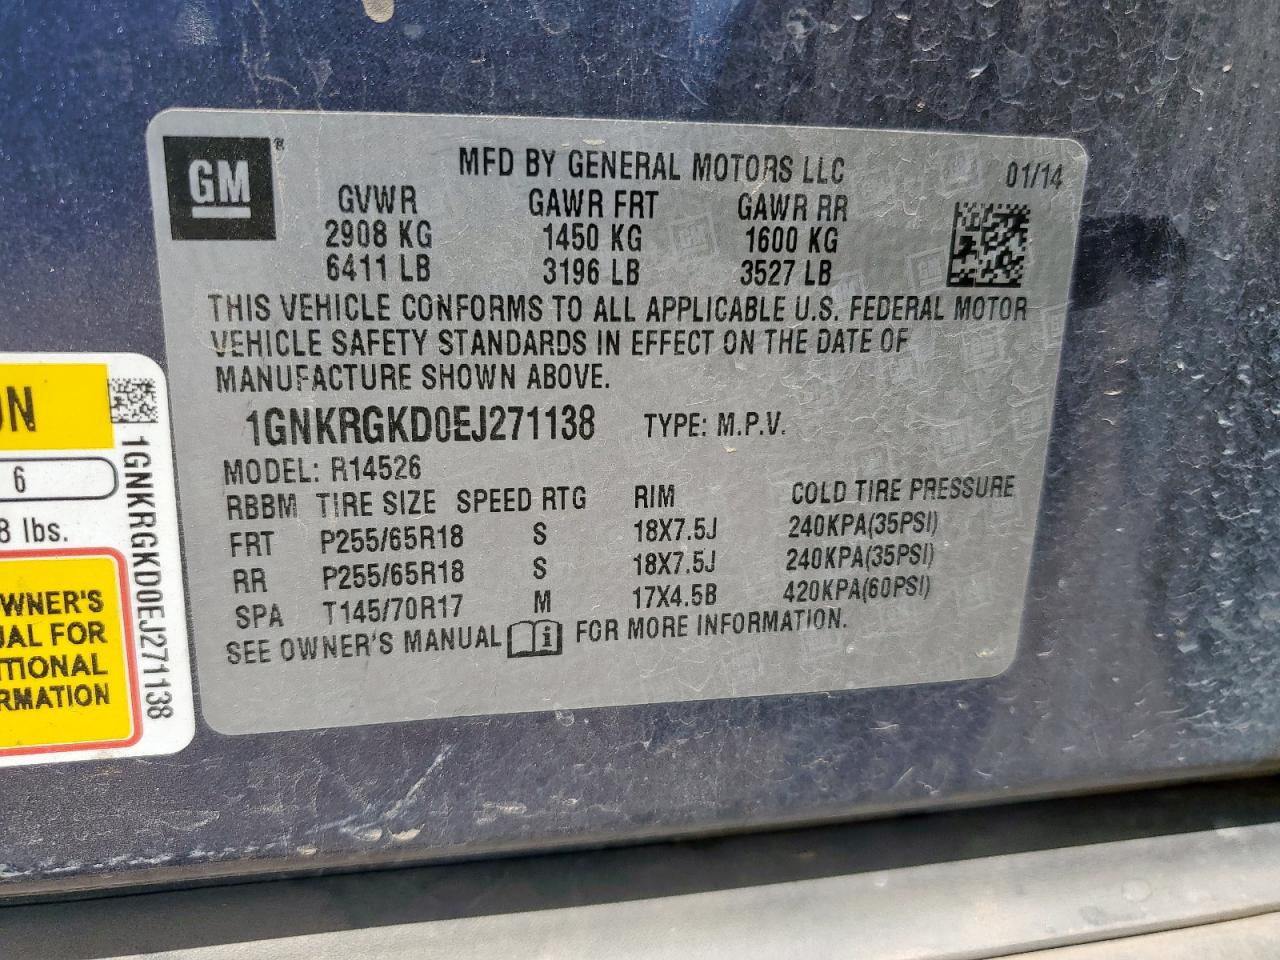 GM®
MFD BY GENERAL MOTORS LLC 01/14
GVWR GAWR FRT GAWR RR
2908 KG 1450 KG 1600 KG
6411 LB 3196 LB 3527 LB
THIS VEHICLE CONFORMS TO ALL APPLICABLE U.S. FEDERAL MOTOR
VEHICLE SAFETY STANDARDS IN EFFECT ON THE DATE OF
MANUFACTURE SHOWN ABOVE.
1GNKRGKD0EJ271138 TYPE: M.P.V.
MODEL: R14526
RBBM TIRE SIZE SPEED RTG RIM COLD TIRE PRESSURE
FRT P255/65R18 S 18X7.5J 240KPA(35PSI)
RR P255/65R18 S 18X7.5J 240KPA(35PSI)
SPA T145/70R17 M 17X4.5B 420KPA(60PSI)
SEE OWNER'S MANUAL i FOR MORE INFORMATION.
ON
6
8 lbs.
WNER'S
UAL FOR
ITIONAL
RMATION
1GNKRGKD0EJ271138